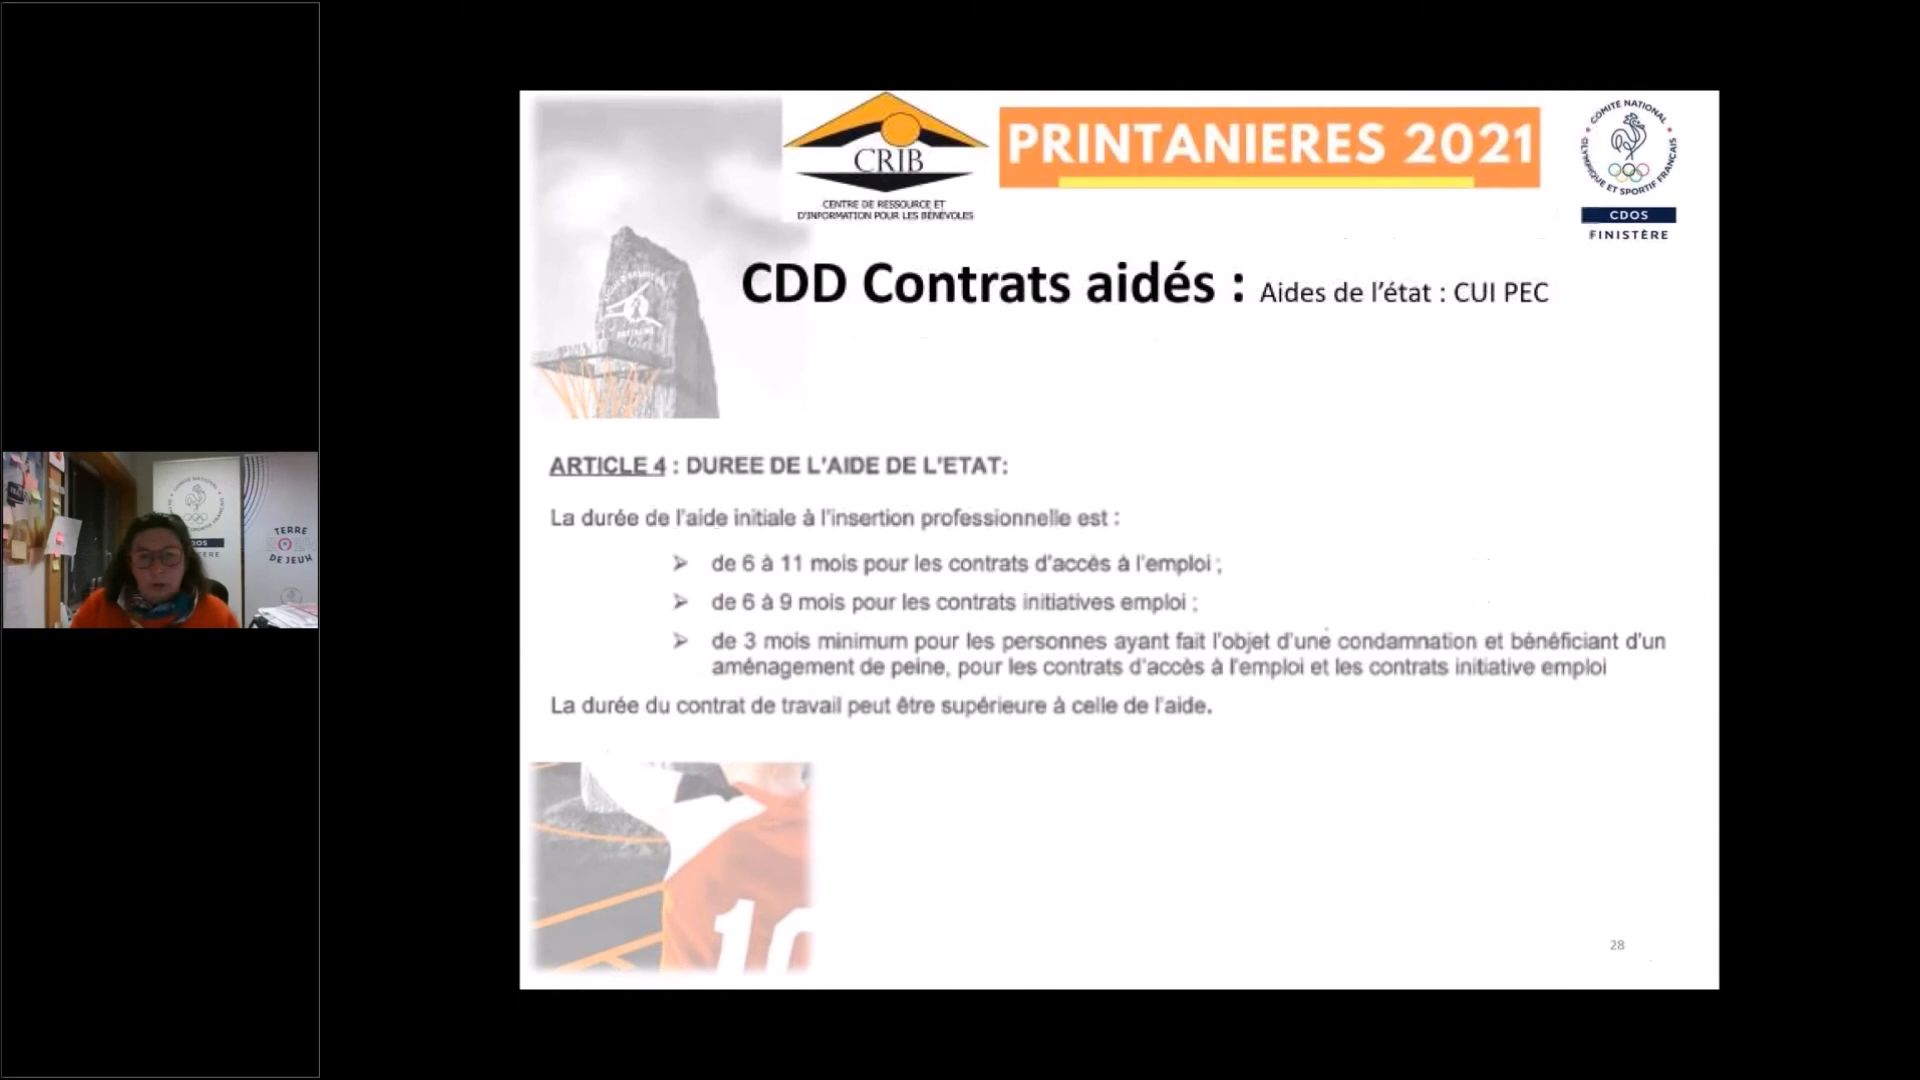 CRIB
CENTRE DE RESSOURCE ET
D'INFORMATION POUR LES BÉNÉVOLES
PRINTANIERES 2021
COMITÉ NATIONAL
OLYMPIQUE ET SPORTIF FRANÇAIS
CDOS
FINISTÈRE
CDD Contrats aidés : Aides de l'état : CUI PEC
ARTICLE 4 : DUREE DE L'AIDE DE L'ETAT:
La durée de l'aide initiale à l'insertion professionnelle est :
de 6 à 11 mois pour les contrats d'accès à l'emploi ;
de 6 à 9 mois pour les contrats initiatives emploi ;
de 3 mois minimum pour les personnes ayant fait l'objet d'une condamnation et bénéficiant d'un
aménagement de peine, pour les contrats d'accès à l'emploi et les contrats initiative emploi
La durée du contrat de travail peut être supérieure à celle de l'aide.
10
28
TERRE
DE JEUX